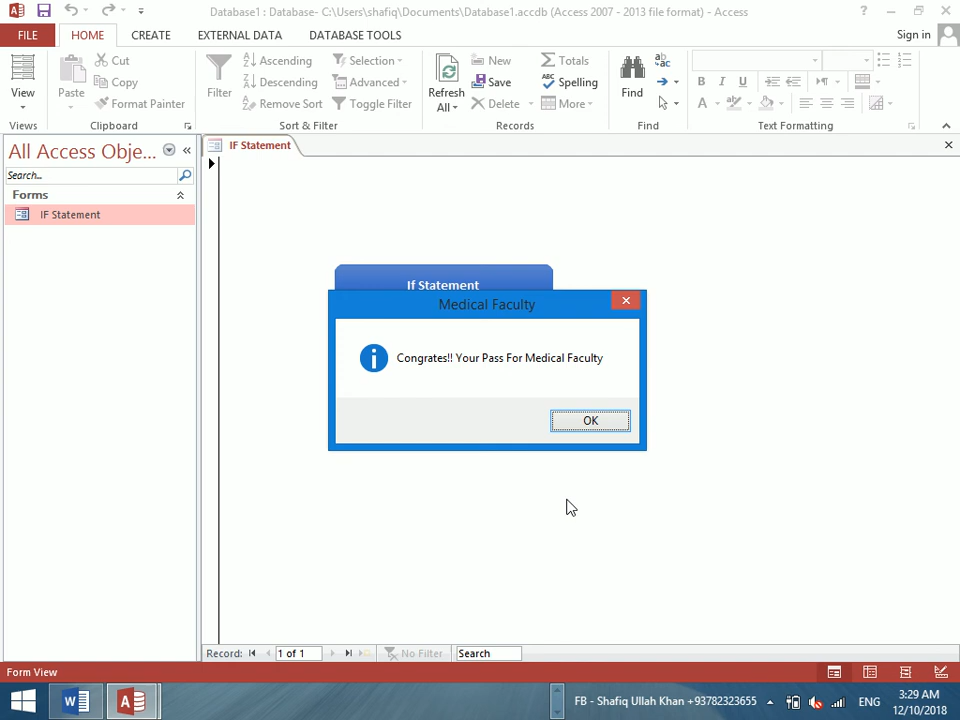 Database1 : Database- C:\Users\shafiq\Documents\Database1.accdb (Access 2007 - 2013 file format) - Access
?
FILE HOME CREATE EXTERNAL DATA DATABASE TOOLS Sign in
View
Views
Paste
Cut
Copy
Format Painter
Clipboard
Filter
Ascending
Descending
Remove Sort
Selection
Advanced
Toggle Filter
Sort & Filter
Refresh
All
New
Save
Delete
Totals
Spelling
More
Records
Find
Find
B I U
A
Text Formatting
All Access Obje...
Search...
Forms
IF Statement
IF Statement
If Statement
Medical Faculty
Congrates!! Your Pass For Medical Faculty
OK
Record: 1 of 1 No Filter Search
Form View
FB - Shafiq Ullah Khan +93782323655
ENG
3:29 AM
12/10/2018